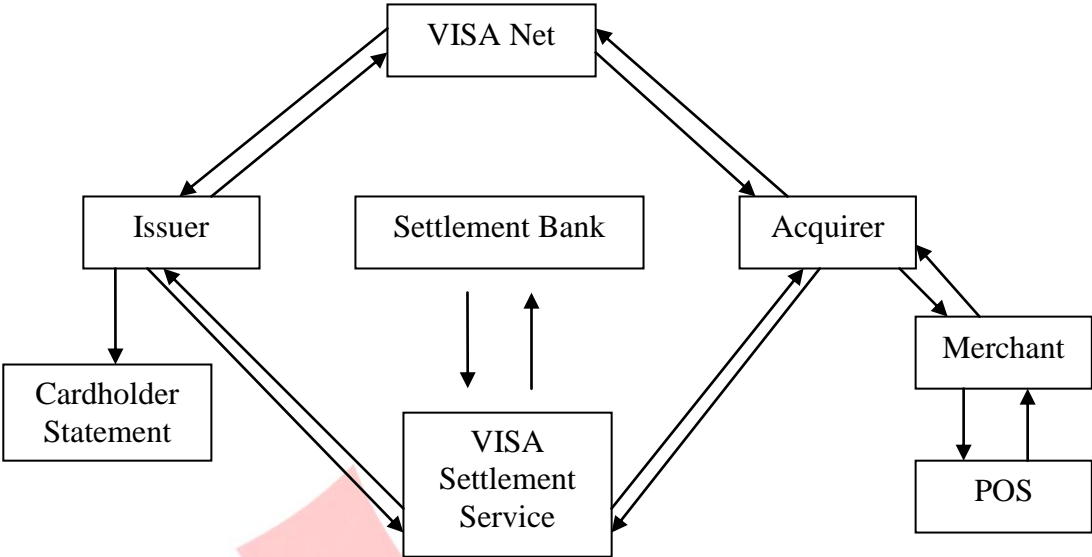 VISA Net
Issuer
Settlement Bank
Acquirer
Merchant
Cardholder
Statement
VISA
Settlement
Service
POS